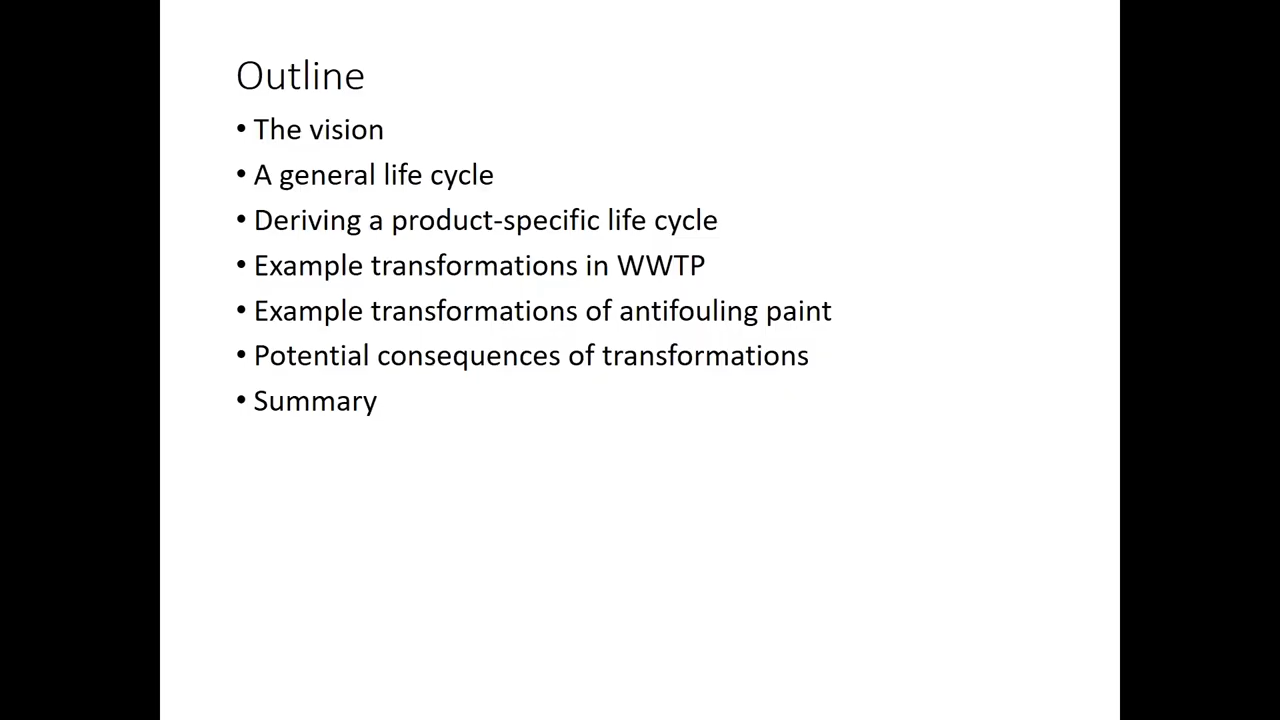 Outline
• The vision
• A general life cycle
• Deriving a product-specific life cycle
• Example transformations in WWTP
• Example transformations of antifouling paint
• Potential consequences of transformations
• Summary